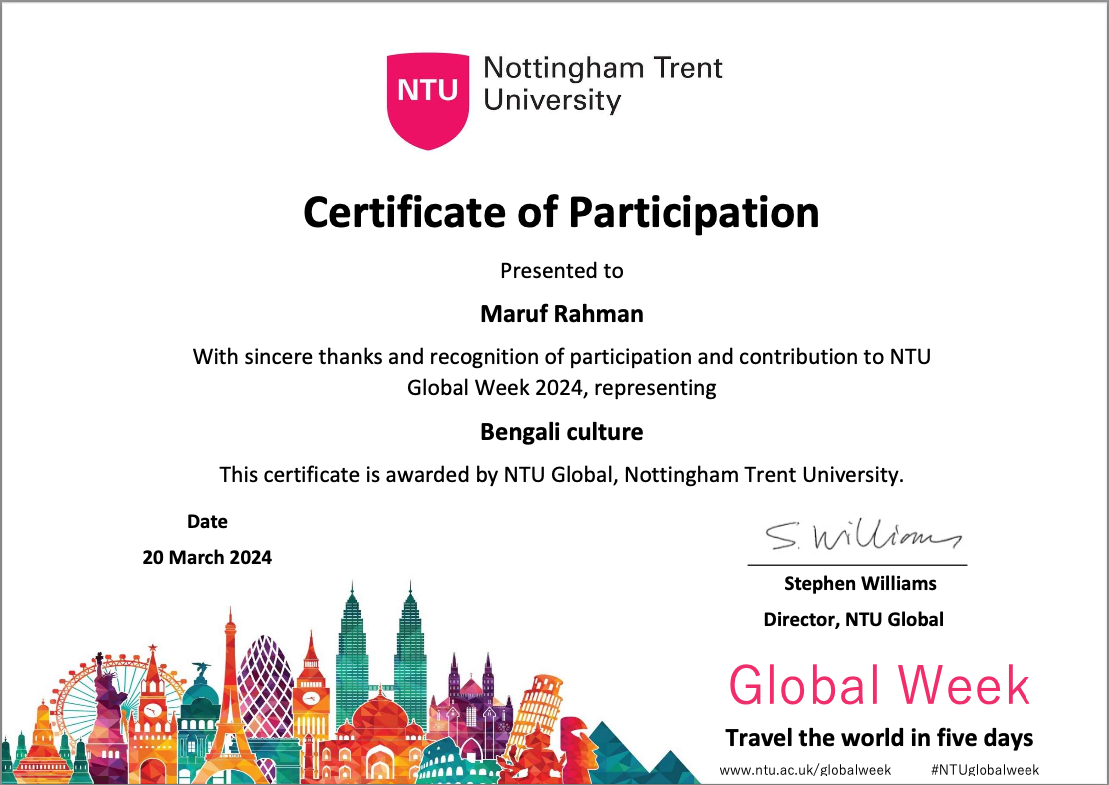 NTU
Nottingham Trent
University
Certificate of Participation
Presented to
Maruf Rahman
With sincere thanks and recognition of participation and contribution to NTU
Global Week 2024, representing
Bengali culture
This certificate is awarded by NTU Global, Nottingham Trent University.
Date
20 March 2024
S. Williams
Stephen Williams
Director, NTU Global
Global Week
Travel the world in five days
www.ntu.ac.uk/globalweek #NTUglobalweek